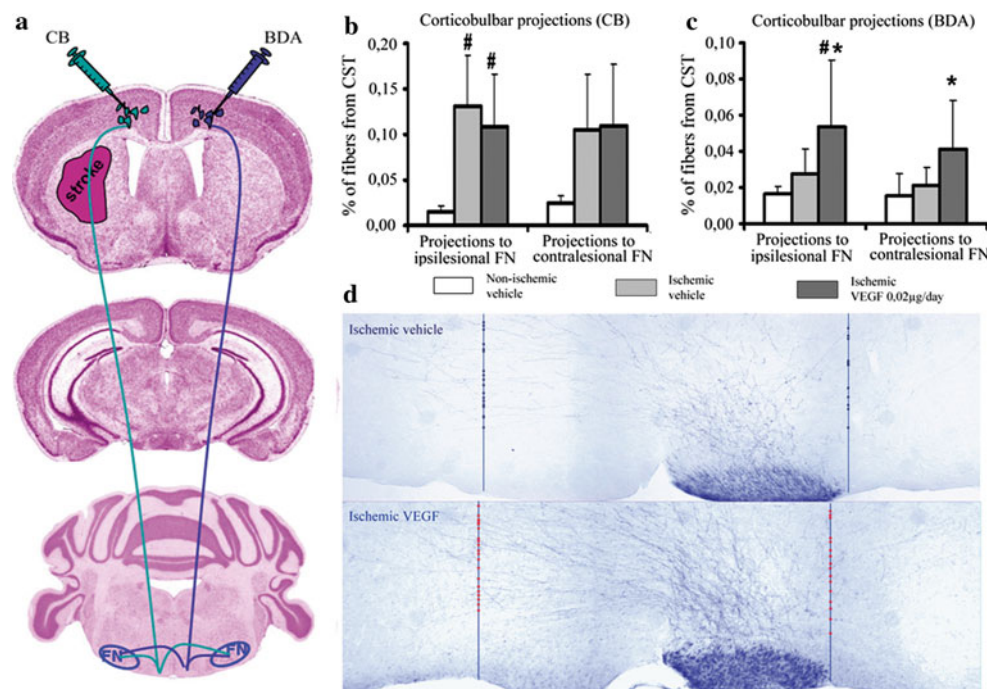 a
CB
BDA
stroke
FN
FN
b
Corticobulbar projections (CB)
% of fibers from CST
0,20
0,15
0,10
0,05
0,00
#
#
Projections to
ipsilesional FN
Projections to
contralesional FN
c
Corticobulbar projections (BDA)
% of fibers from CST
0,10
0,08
0,06
0,04
0,02
0,00
# *
*
Projections to
ipsilesional FN
Projections to
contralesional FN
Non-ischemic
vehicle
Ischemic
vehicle
Ischemic
VEGF 0,02µg/day
d
Ischemic vehicle
Ischemic VEGF